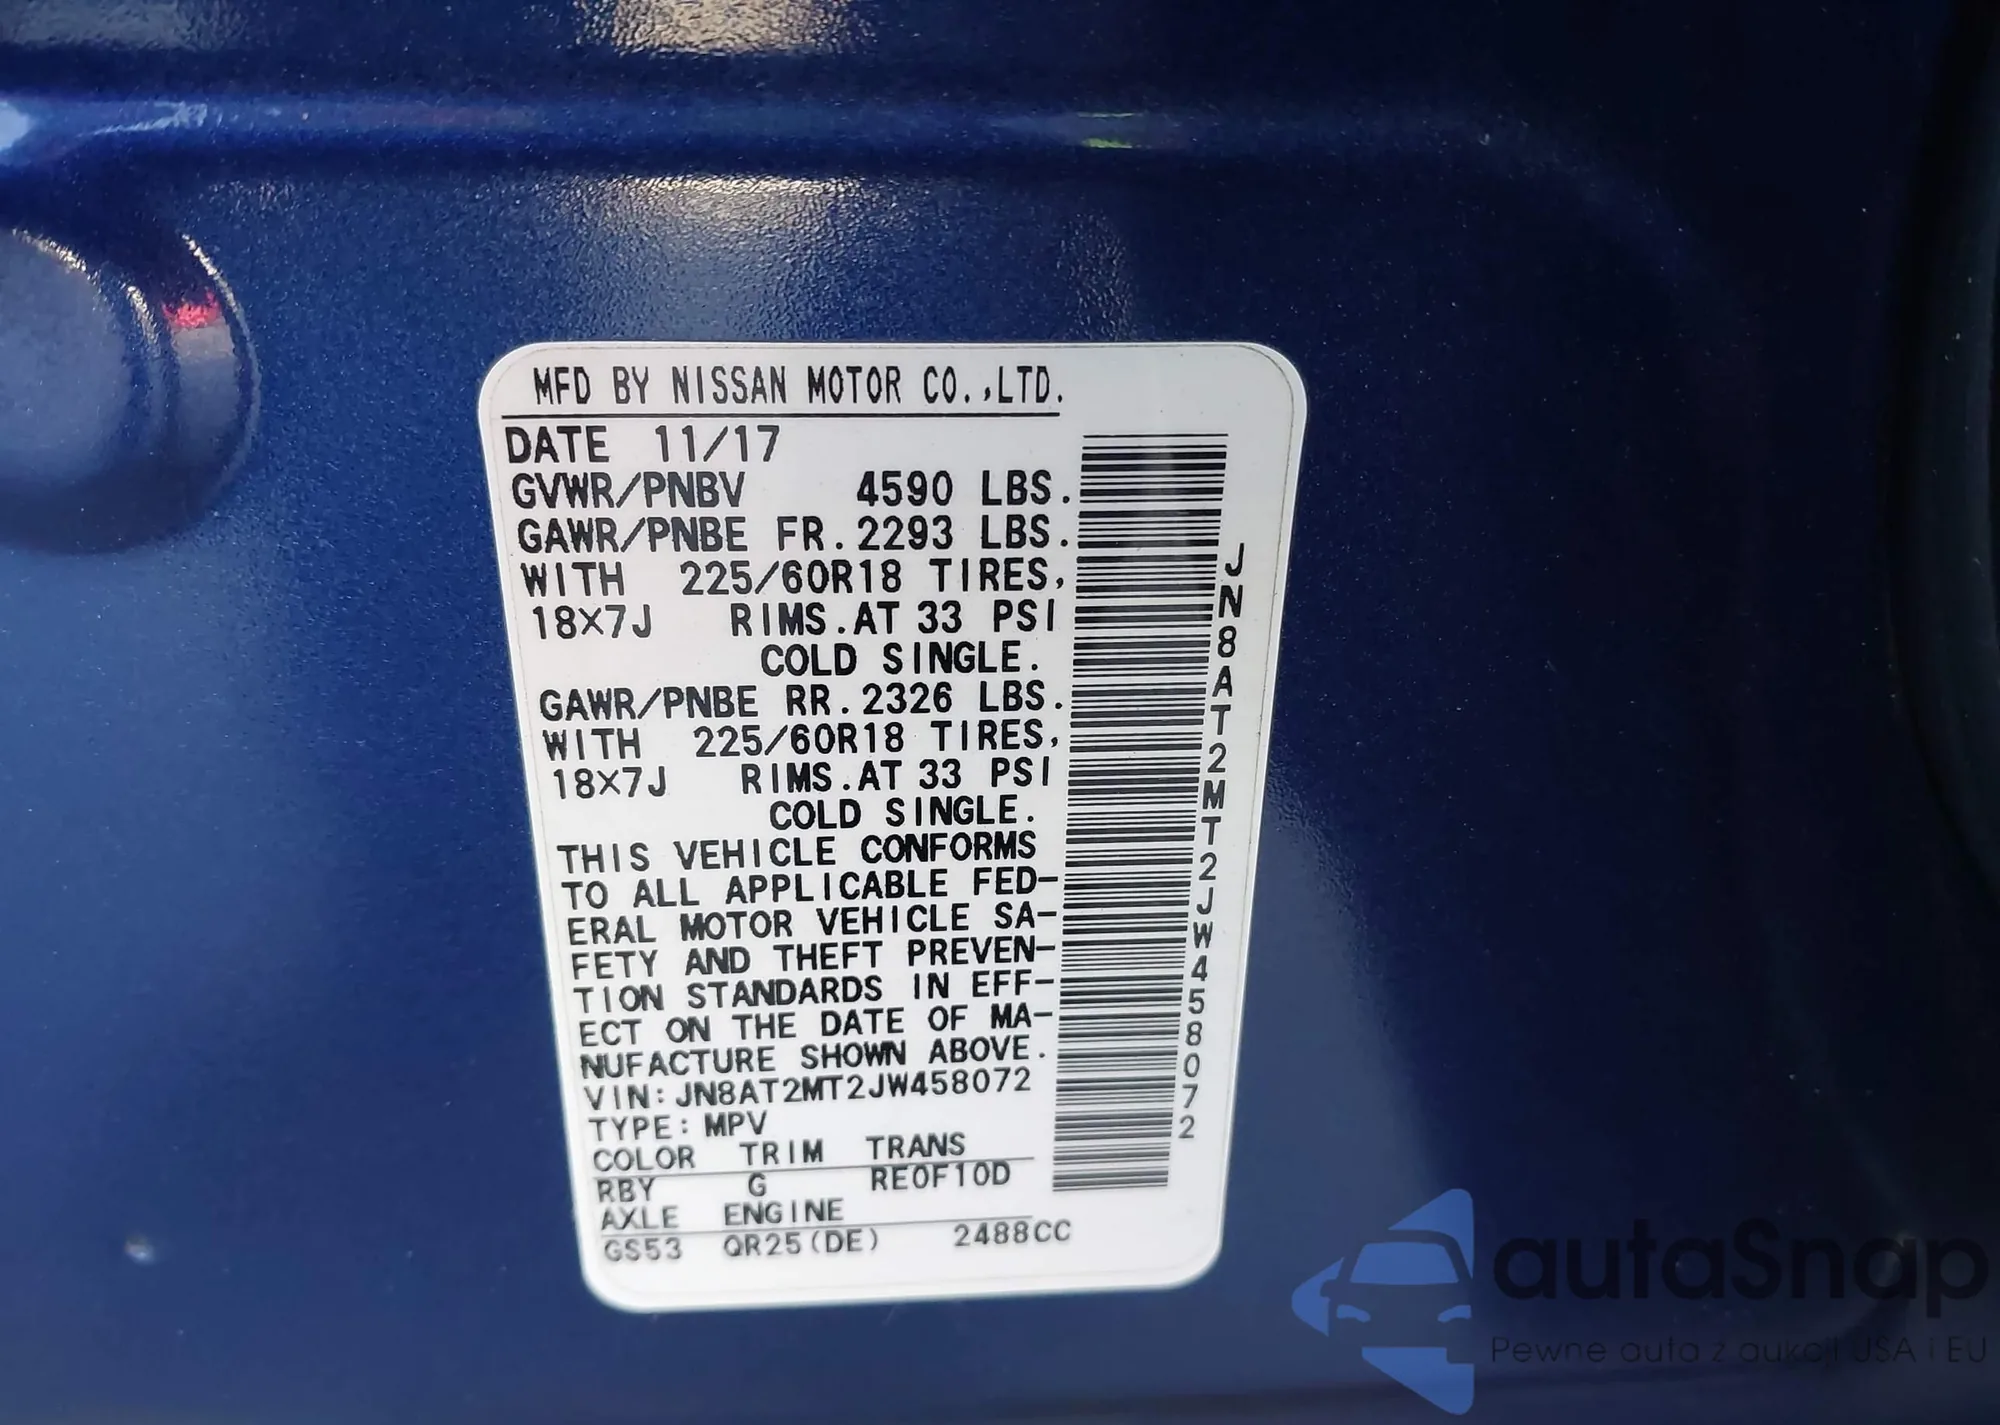 MFD BY NISSAN MOTOR CO.,LTD.
DATE 11/17
GVWR/PNBV 4590 LBS.
GAWR/PNBE FR.2293 LBS.
WITH 225/60R18 TIRES,
18×7J RIMS.AT 33 PSI
COLD SINGLE.
GAWR/PNBE RR.2326 LBS.
WITH 225/60R18 TIRES,
18×7J RIMS.AT 33 PSI
COLD SINGLE.
THIS VEHICLE CONFORMS
TO ALL APPLICABLE FED-
ERAL MOTOR VEHICLE SA-
FETY AND THEFT PREVEN-
TION STANDARDS IN EFF-
ECT ON THE DATE OF MA-
NUFACTURE SHOWN ABOVE.
VIN:JN8AT2MT2JW458072
TYPE:MPV
COLOR TRIM TRANS
RBY G RE0F10D
AXLE ENGINE
GS53 QR25(DE) 2488CC
JN8AT2MT2JW458072
autaSnap
Pewne auta z aukcji USA i EU